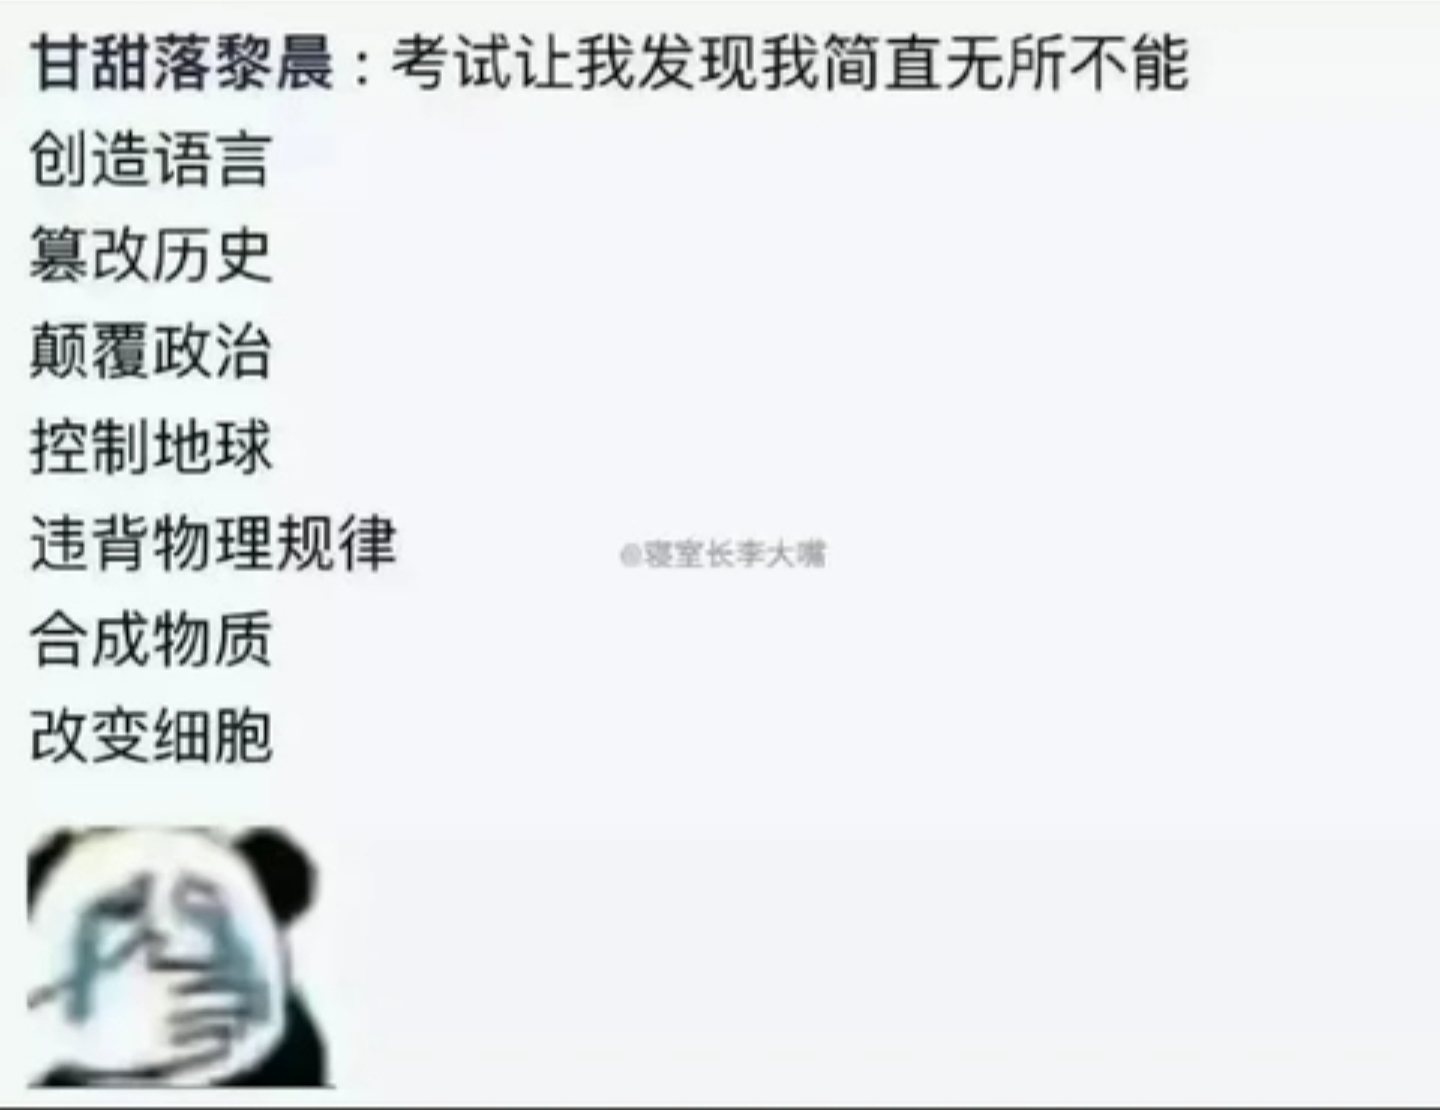 甘甜落黎晨：考试让我发现我简直无所不能
创造语言
篡改历史
颠覆政治
控制地球
违背物理规律
@寝室长李大嘴
合成物质
改变细胞